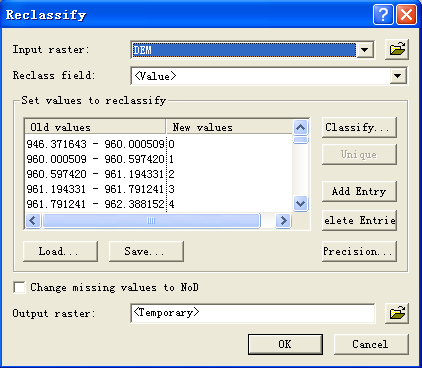 Reclassify
Input raster: DEM
Reclass field: <Value>
Set values to reclassify
Old values New values
946.371643 - 960.000509 0
960.000509 - 960.597420 1
960.597420 - 961.194331 2
961.194331 - 961.791241 3
961.791241 - 962.388152 4
Classify...
Unique
Add Entry
elete Entrie
Load... Save... Precision...
Change missing values to NoD
Output raster: <Temporary>
OK Cancel